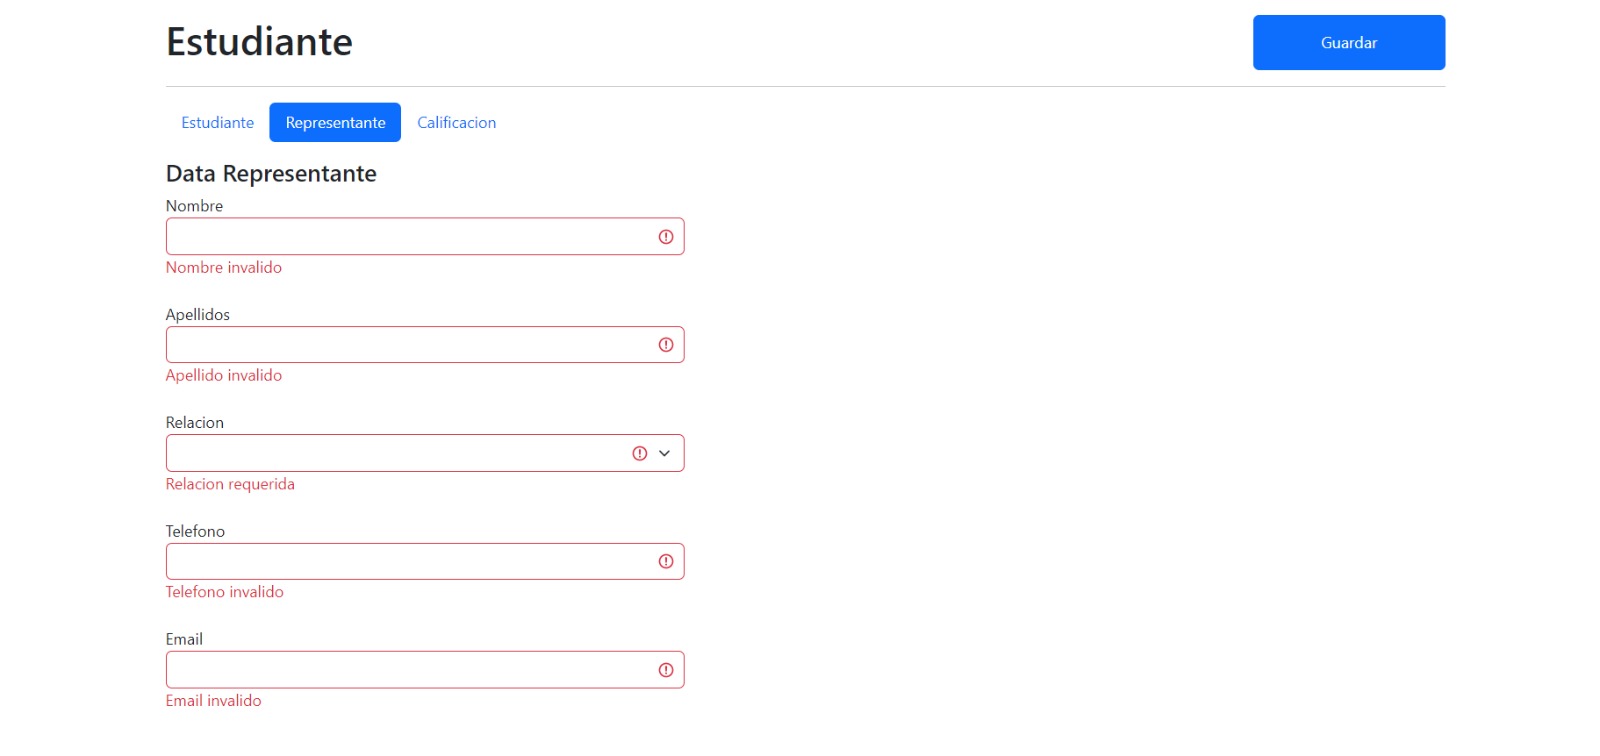 Estudiante
Guardar
Estudiante Representante Calificacion
Data Representante
Nombre
Nombre invalido
Apellidos
Apellido invalido
Relacion
Relacion requerida
Telefono
Telefono invalido
Email
Email invalido